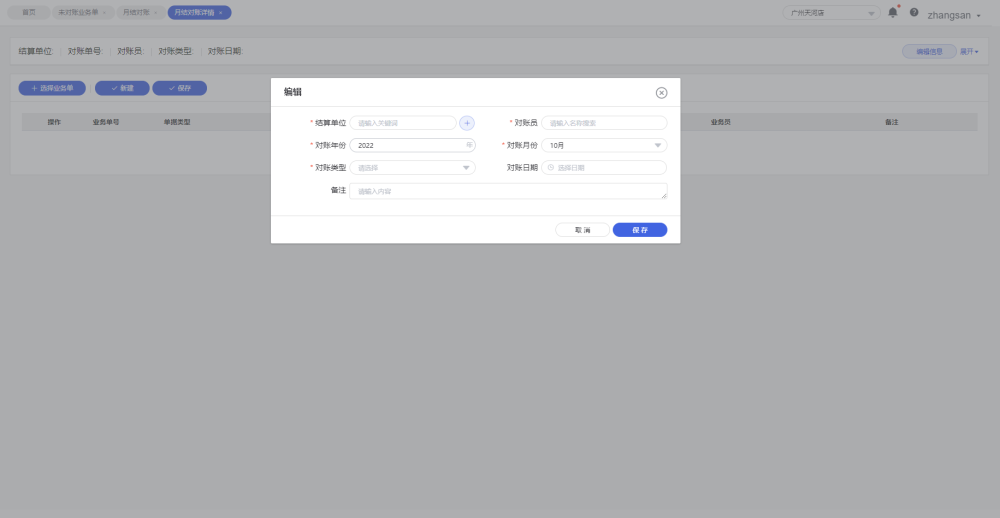 首页 未对账业务单 × 月结对账 × 月结对账详情 × 广州天河店 zhangsan
结算单位: 对账单号: 对账员: 对账类型: 对账日期: 编辑信息 展开
+ 选择业务单 ✓ 新建 ✓ 保存
操作 业务单号 单据类型 业务员 备注
编辑
* 结算单位 请输入关键词 + * 对账员 请输入名称搜索
* 对账年份 2022 年 * 对账月份 10月
* 对账类型 请选择 对账日期 选择日期
备注 请输入内容
取消 保存